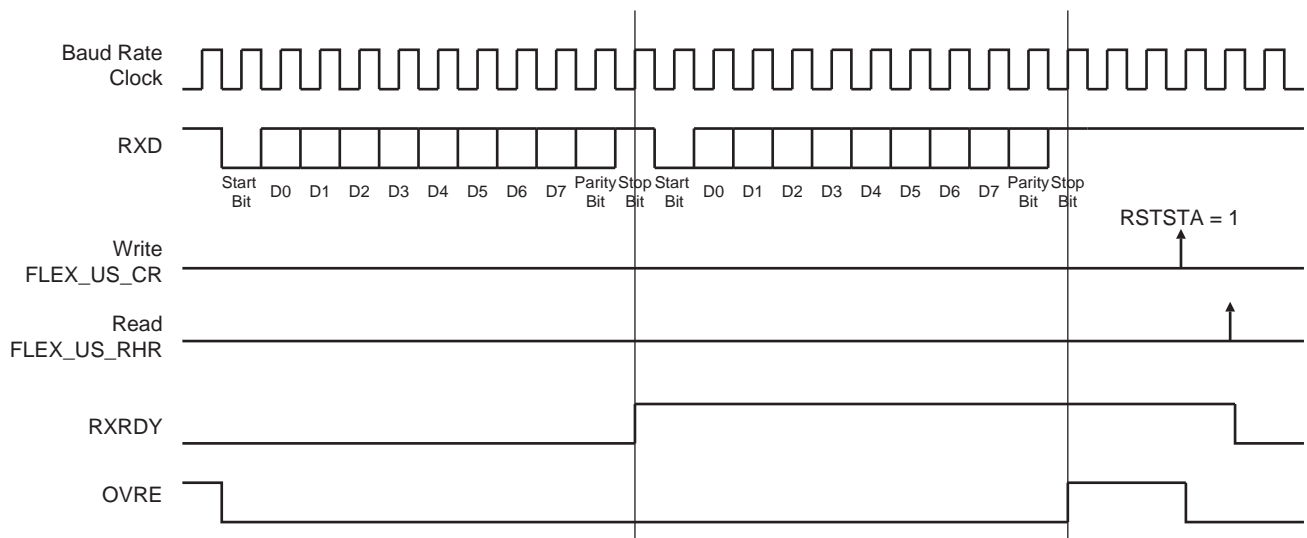 Baud Rate
Clock
RXD
Start
Bit
D0 D1 D2 D3 D4 D5 D6 D7
Parity
Bit
Stop
Bit
Start
Bit
D0 D1 D2 D3 D4 D5 D6 D7
Parity
Bit
Stop
Bit
RSTSTA = 1
Write
FLEX_US_CR
Read
FLEX_US_RHR
RXRDY
OVRE